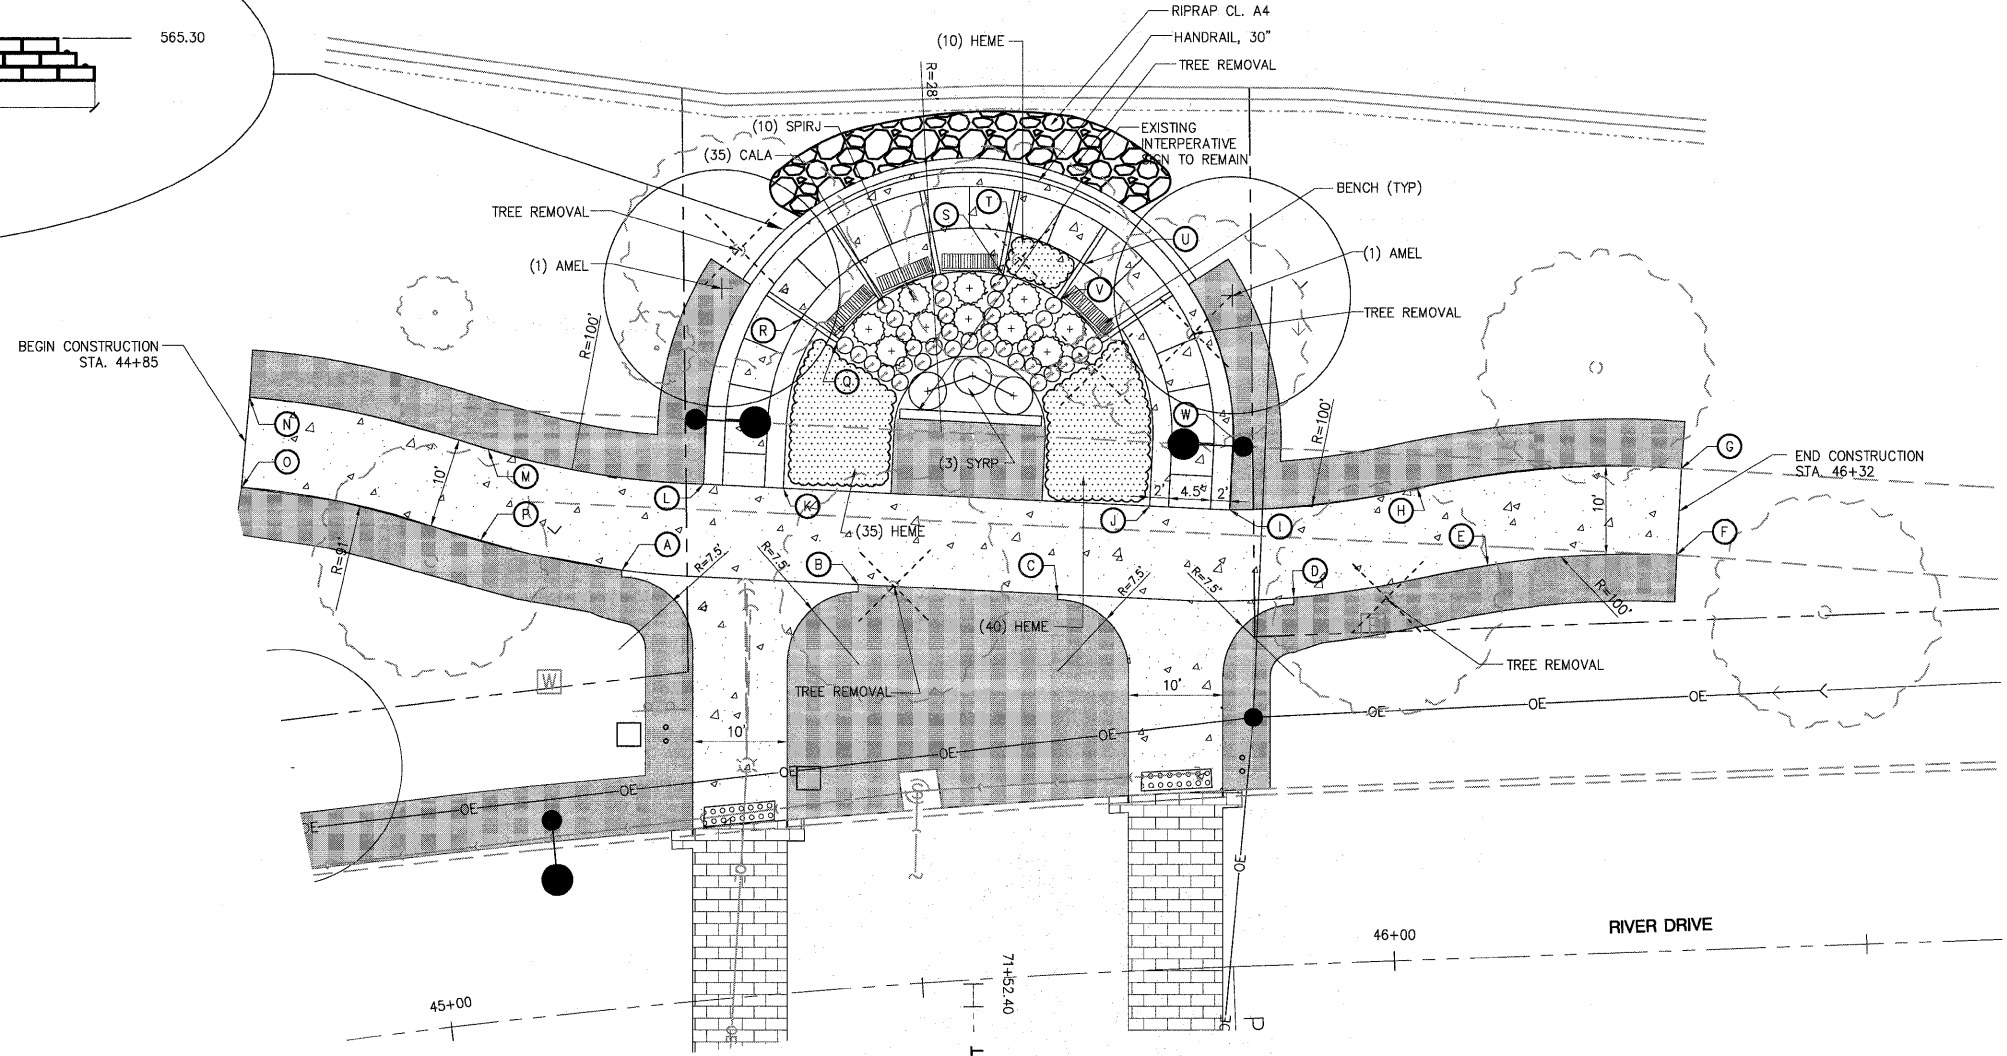 565.30
RIPRAP CL. A4
HANDRAIL, 30"
TREE REMOVAL
(10) HEME
R=28'
(10) SPIRJ
(35) CALA
EXISTING
INTERPERATIVE
SIGN TO REMAIN
BENCH (TYP)
TREE REMOVAL
S
T
U
(1) AMEL
(1) AMEL
V
R
TREE REMOVAL
R=100'
BEGIN CONSTRUCTION
STA. 44+85
Q
N
W
R=100'
O
10'
M
L
K
(3) SYRP
2'
4.5'
2'
G
END CONSTRUCTION
STA. 46+32
P
(35) HEME
J
I
H
10'
E
F
R=91'
A
R=7.5'
R=7.5'
B
C
R=7.5'
R=7.5'
D
R=100'
(40) HEME
TREE REMOVAL
TREE REMOVAL
W
10'
10'
OE
OE
OE
OE
OE
OE
OE
OE
OE
OE
OE
OE
OE
RIVER DRIVE
46+00
71+52.40
45+00
P
T